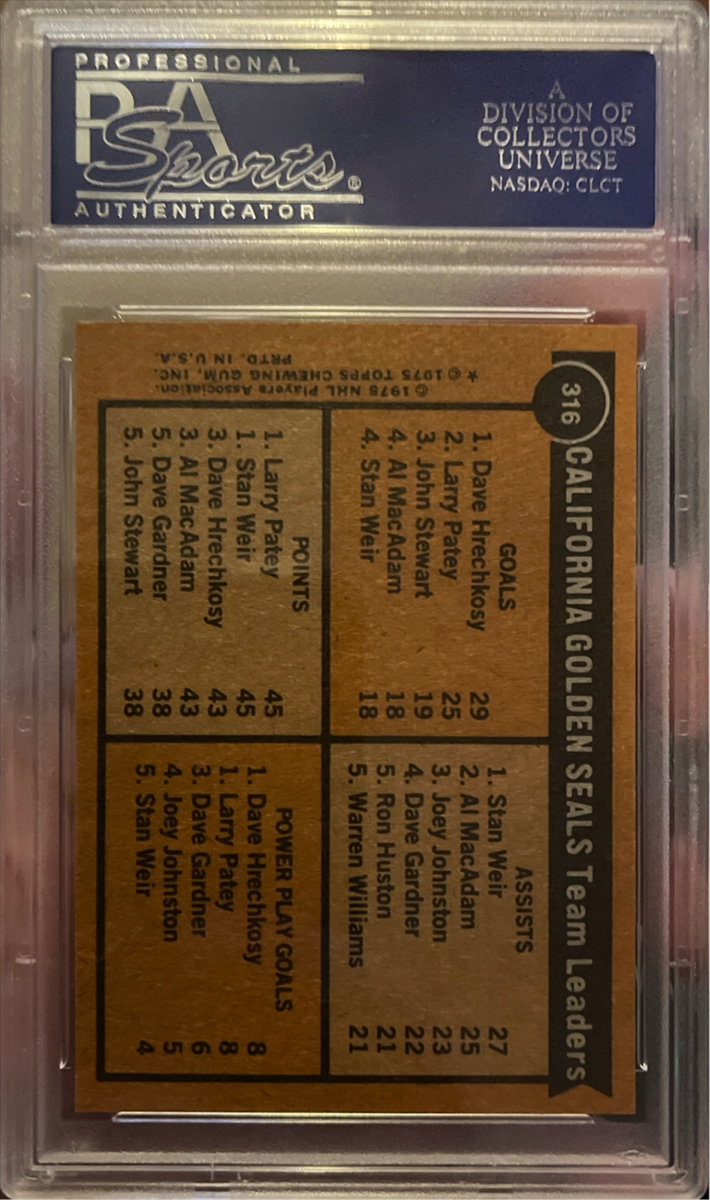 PROFESSIONAL
PSA
Sports®
AUTHENTICATOR
A
DIVISION OF
COLLECTORS
UNIVERSE
NASDAQ: CLCT
316
CALIFORNIA GOLDEN SEALS Team Leaders
GOALS
1. Dave Hrechkosy 29
2. Larry Patey 25
3. John Stewart 19
4. Al MacAdam 18
4. Stan Weir 18
ASSISTS
1. Stan Weir 27
2. Al MacAdam 25
3. Joey Johnston 23
4. Dave Gardner 22
5. Ron Huston 21
5. Warren Williams 21
POINTS
1. Larry Patey 45
1. Stan Weir 45
3. Dave Hrechkosy 43
3. Al MacAdam 43
5. Dave Gardner 38
5. John Stewart 38
POWER PLAY GOALS
1. Dave Hrechkosy 8
1. Larry Patey 8
3. Dave Gardner 6
4. Joey Johnston 5
5. Stan Weir 4
© 1975 NHL Players Association.
★ © 1975 TOPPS CHEWING GUM, INC.
PRTD. IN U.S.A.